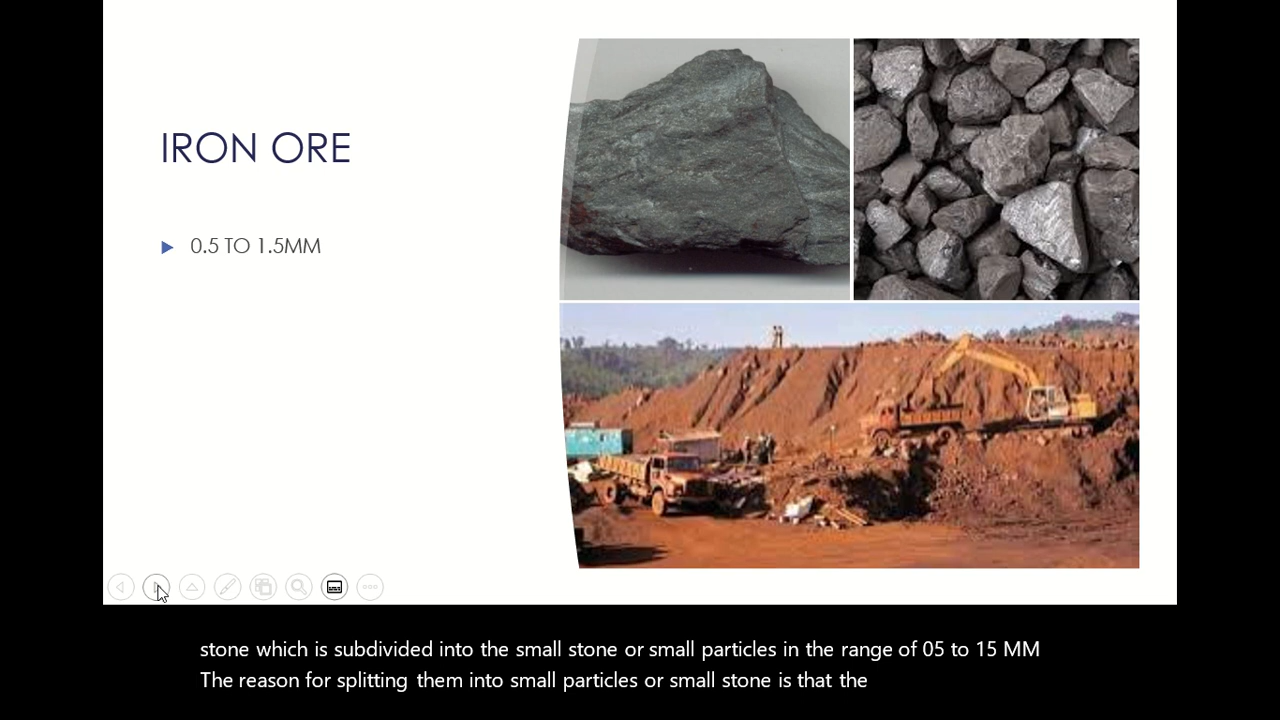 IRON ORE
0.5 TO 1.5MM
stone which is subdivided into the small stone or small particles in the range of 05 to 15 MM
The reason for splitting them into small particles or small stone is that the